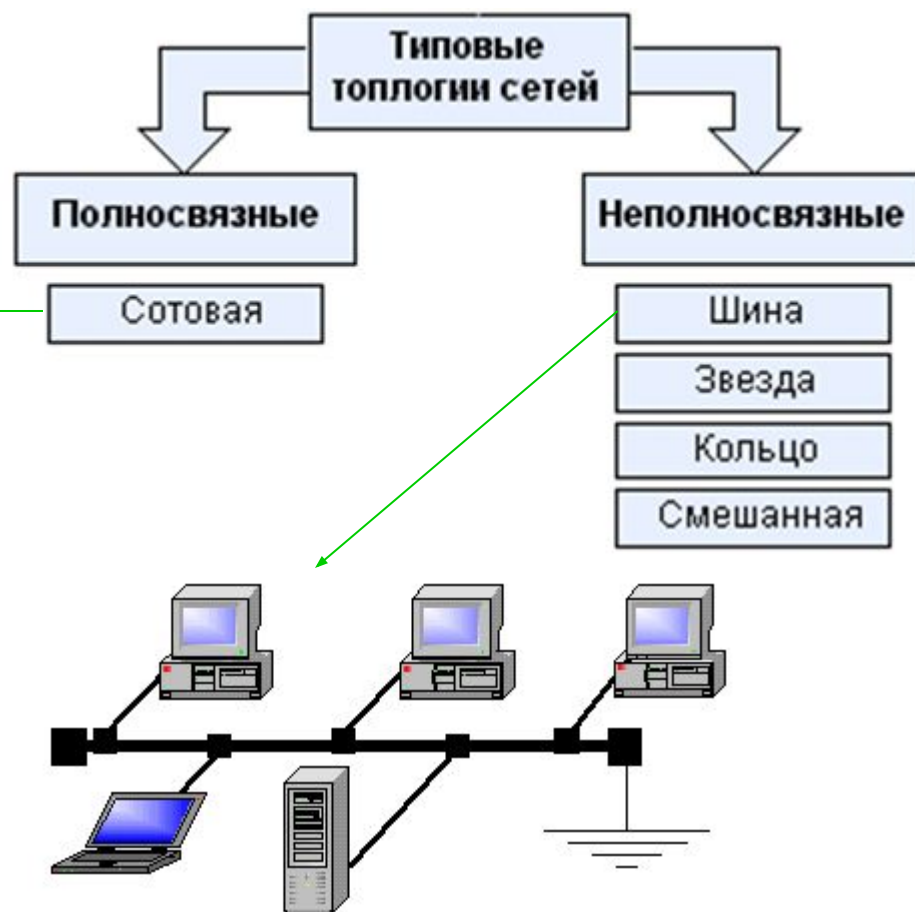 Типовые
топлогии сетей
Полносвязные
Неполносвязные
Сотовая
Шина
Звезда
Кольцо
Смешанная